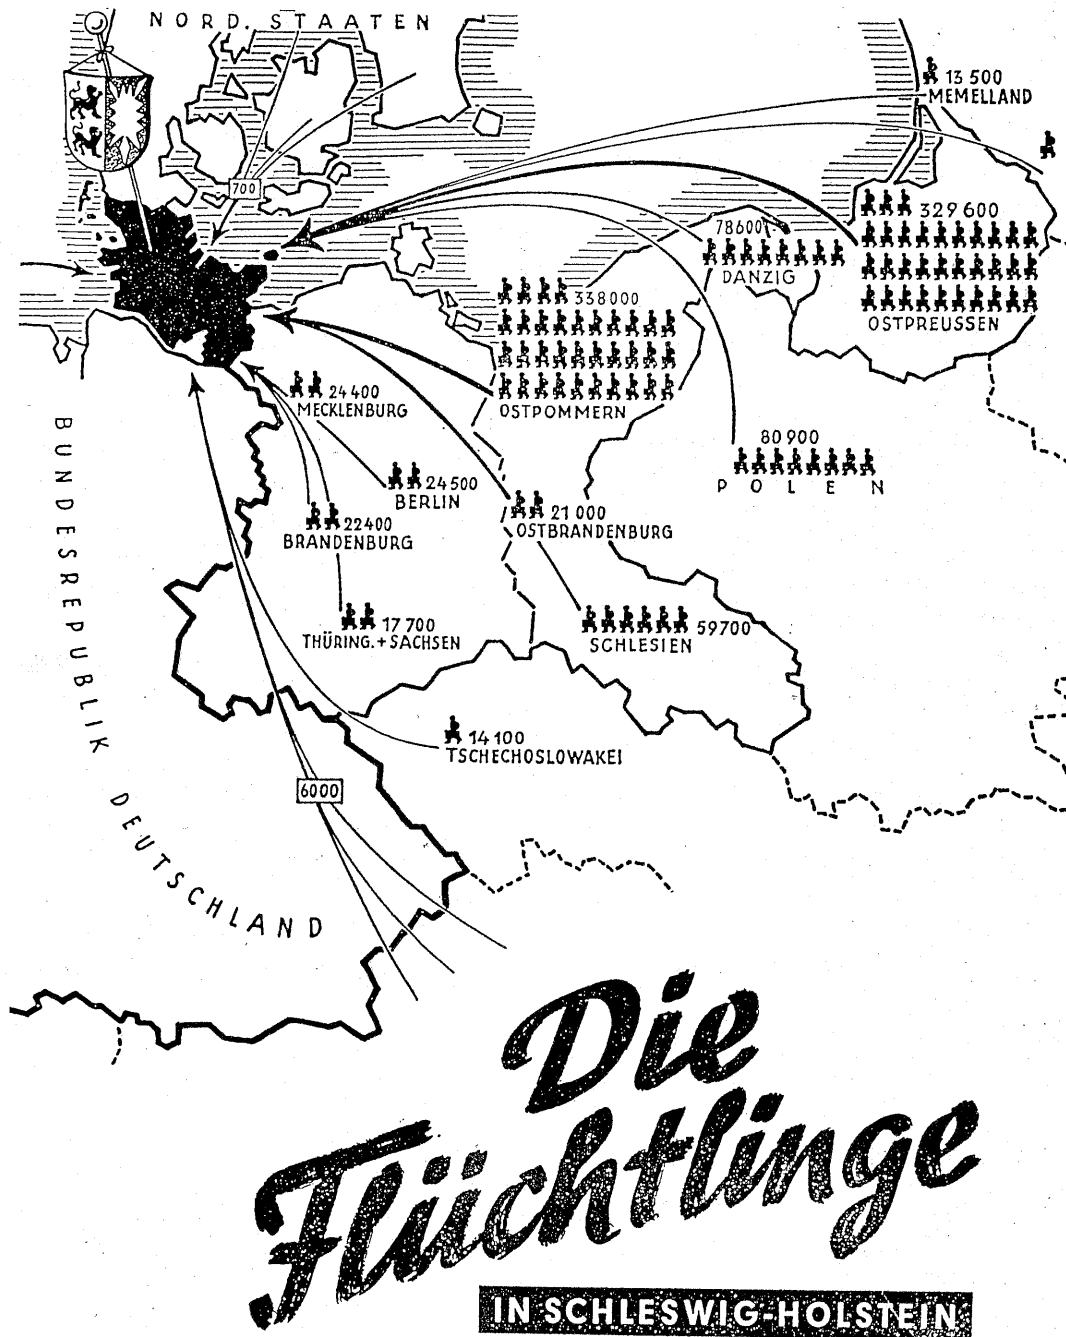 NORD. STAATEN
13 500
MEMELLAND
700
329 600
OSTPREUSSEN
78600
DANZIG
338000
OSTPOMMERN
24 400
MECKLENBURG
80 900
POLEN
24 500
BERLIN
21 000
OSTBRANDENBURG
22400
BRANDENBURG
17 700
THÜRING. + SACHSEN
59700
SCHLESIEN
14 100
TSCHECHOSLOWAKEI
6000
BUNDESREPUBLIK DEUTSCHLAND
Die
Flüchtlinge
IN SCHLESWIG-HOLSTEIN